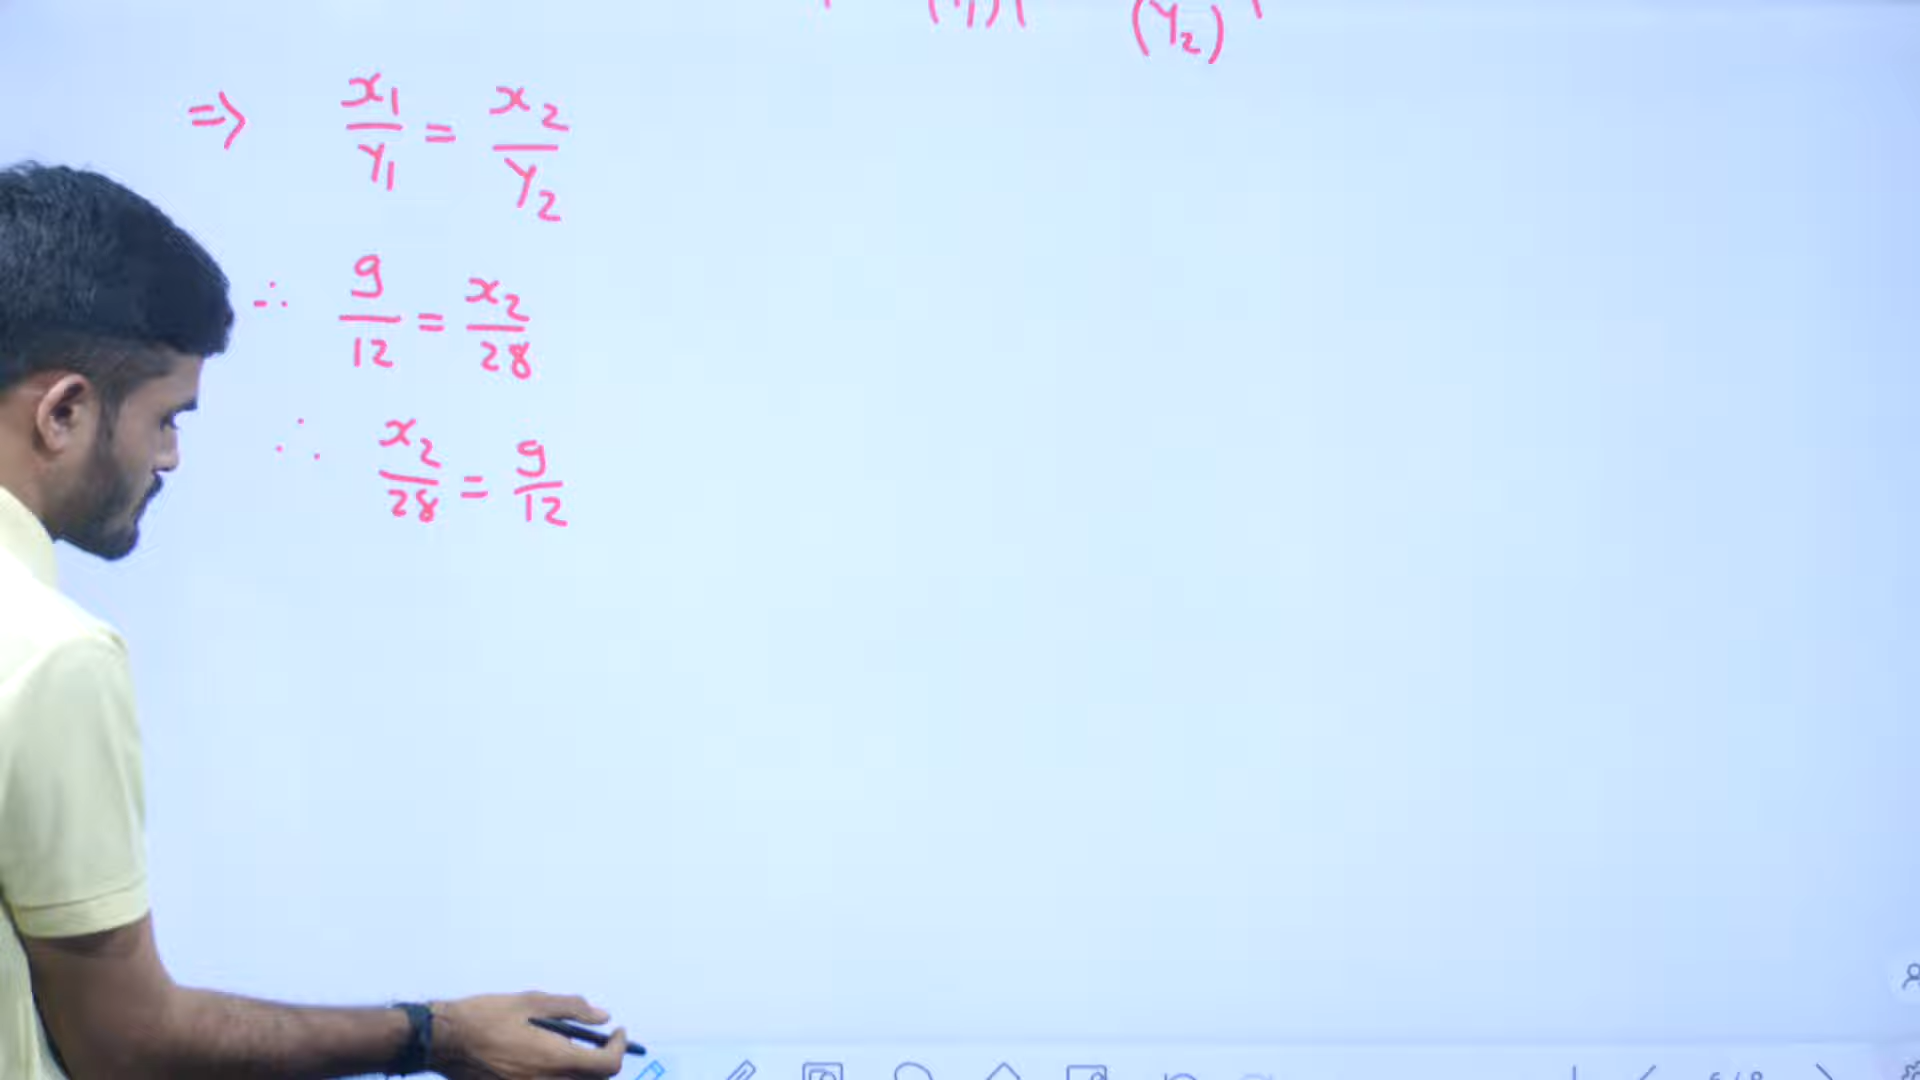 (y₂)
⇒ x₁/y₁ = x₂/y₂
∴ 9/12 = x₂/28
∴ x₂/28 = 9/12